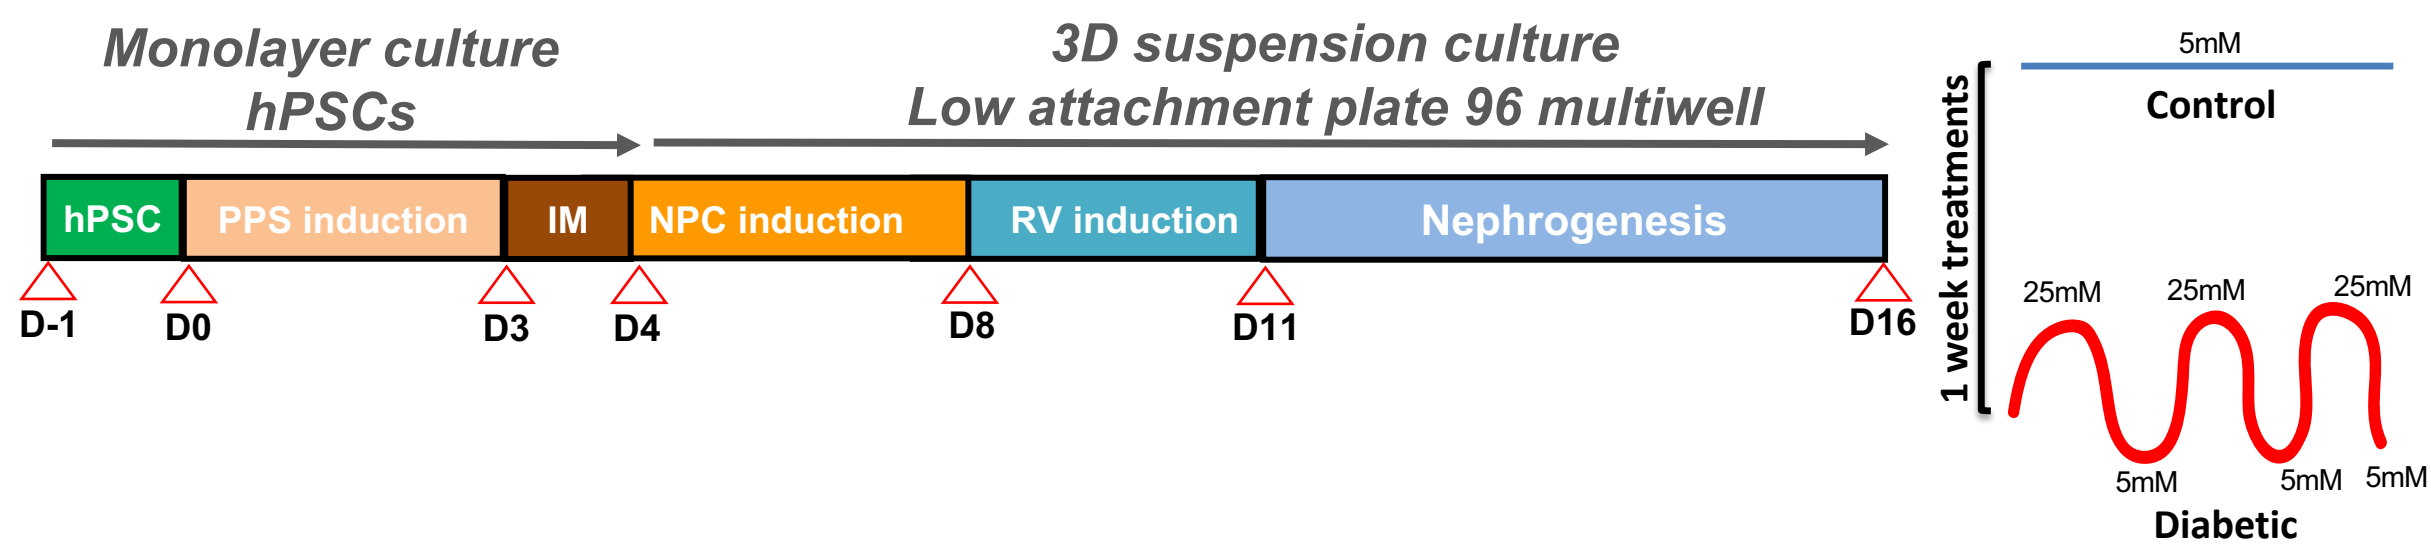 Monolayer culture
hPSCs
3D suspension culture
Low attachment plate 96 multiwell
hPSC
PPS induction
IM
NPC induction
RV induction
Nephrogenesis
D-1
D0
D3
D4
D8
D11
D16
1 week treatments
5mM
Control
25mM
25mM
25mM
5mM
5mM
5mM
Diabetic